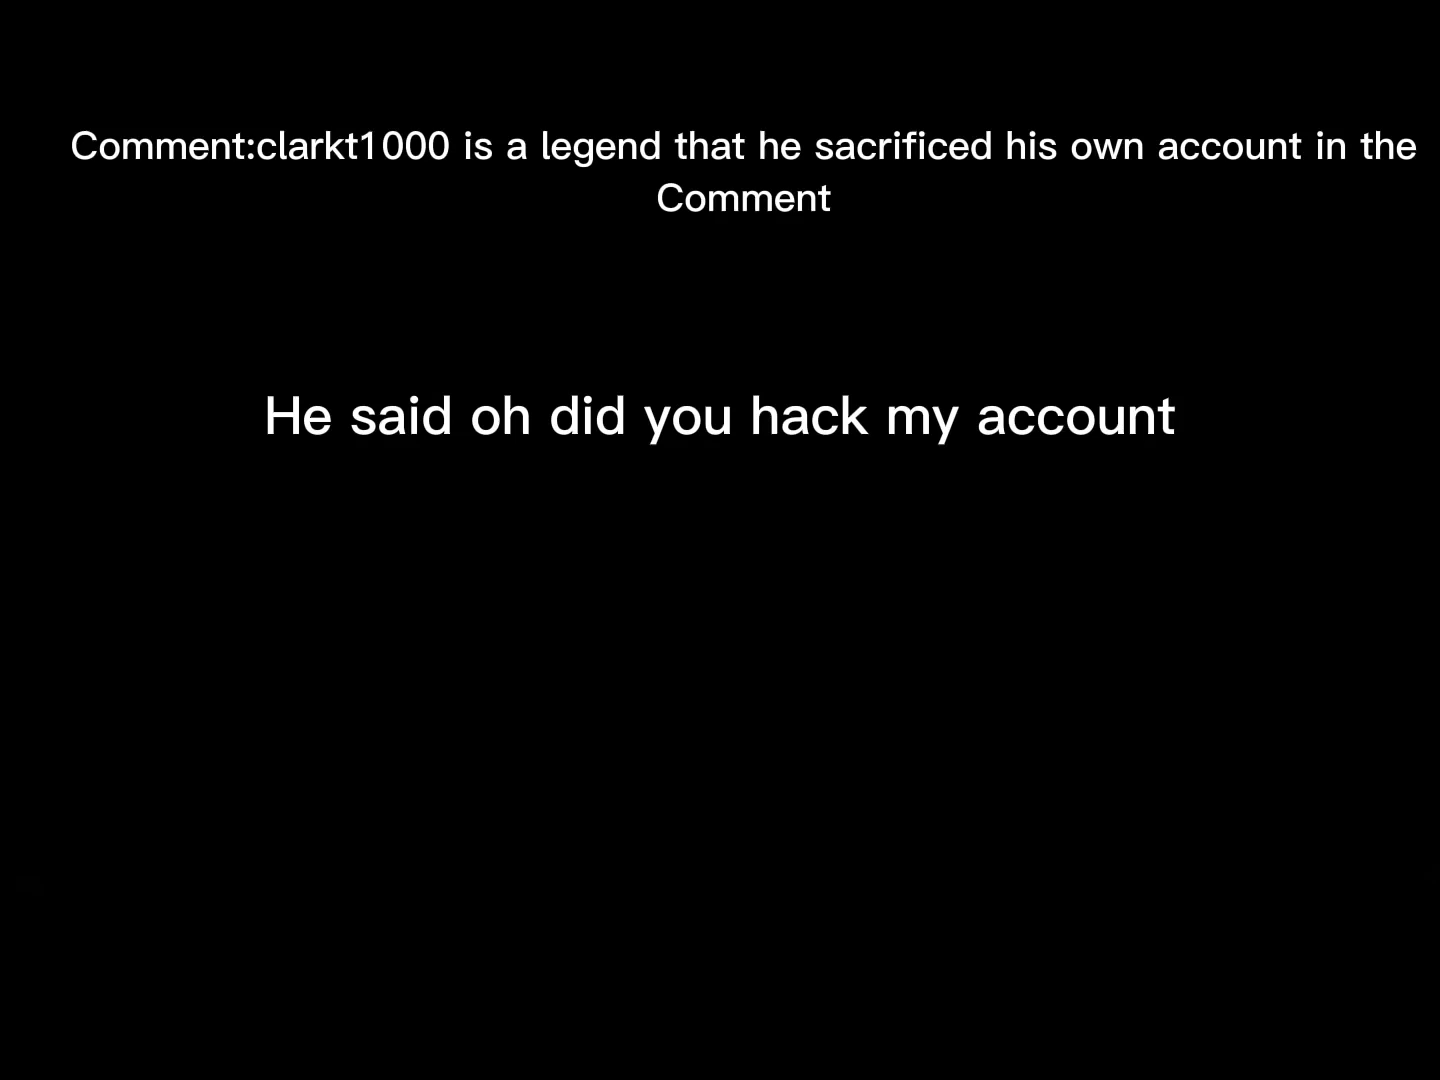 Comment:clarkt1000 is a legend that he sacrificed his own account in the
Comment
He said oh did you hack my account